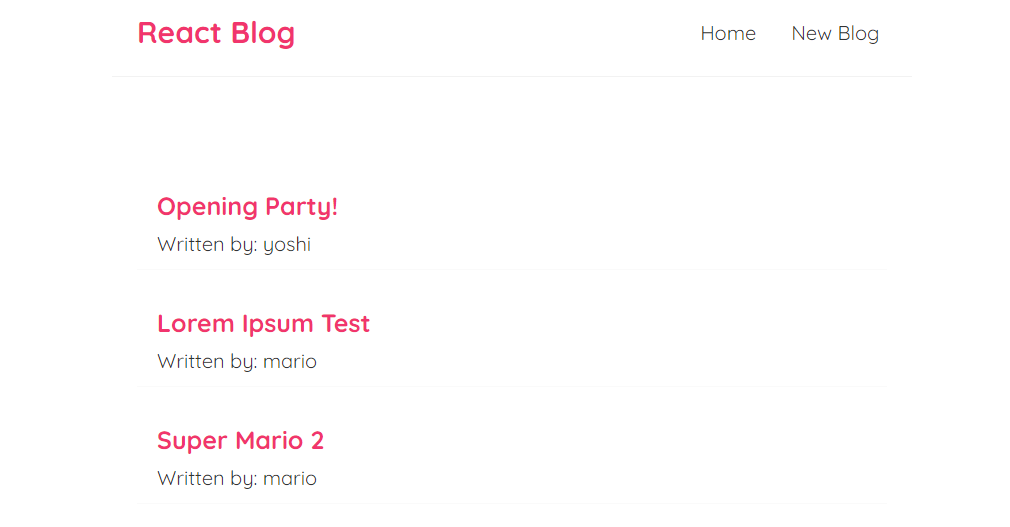 React Blog
Home New Blog
Opening Party!
Written by: yoshi
Lorem Ipsum Test
Written by: mario
Super Mario 2
Written by: mario